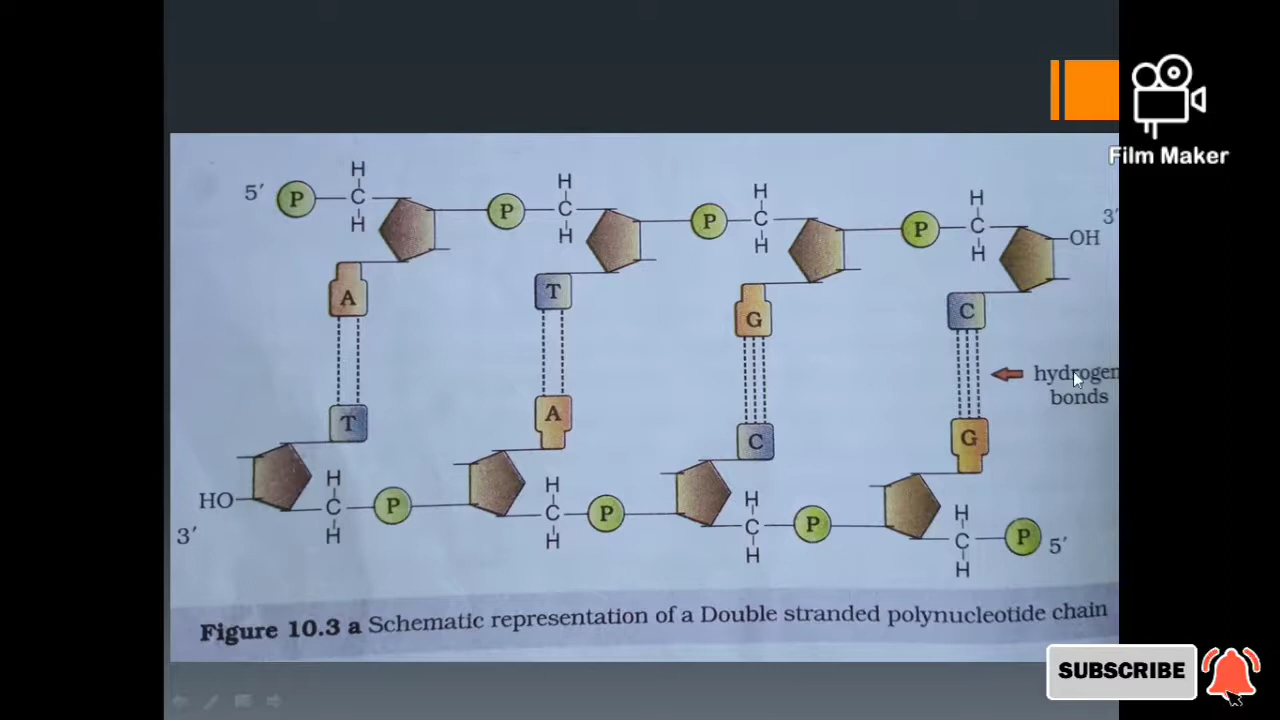 Film Maker
5′ P H C H P H C H P H C H P H C H 3′
OH
A T G C
hydrogen
bonds
T A C G
HO H C H P H C H P H C H P H C H P 5′
3′
Figure 10.3 a Schematic representation of a Double stranded polynucleotide chain
SUBSCRIBE